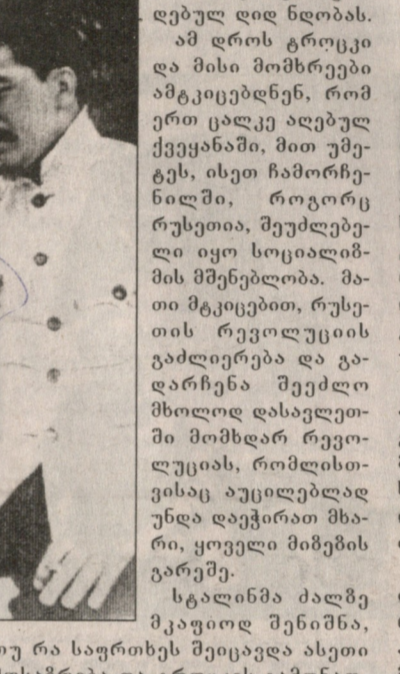 დებულ დიდ ნდობას.
ამ დროს ტროცკი
და მისი მომხრეები
ამტკიცებდნენ, რომ
ერთ ცალკე აღებულ
ქვეყანაში, მით უმე-
ტეს, ისეთ ჩამორჩე-
ნილში, როგორც
რუსეთია, შეუძლებე-
ლი იყო სოციალიზ-
მის მშენებლობა. მა-
თი მტკიცებით, რუსე-
თის რევოლუციის
გაძლიერება და გა-
დარჩენა შეეძლო
მხოლოდ დასავლეთ-
ში მომხდარ რევო-
ლუციას, რომლისთ-
ვისაც აუცილებლად
უნდა დაეჭირათ მხა-
რი, ყოველი მიზეზის
გარეშე.
სტალინმა ძალზე
მკაფიოდ შენიშნა,
თუ რა საფრთხეს შეიცავდა ასეთი